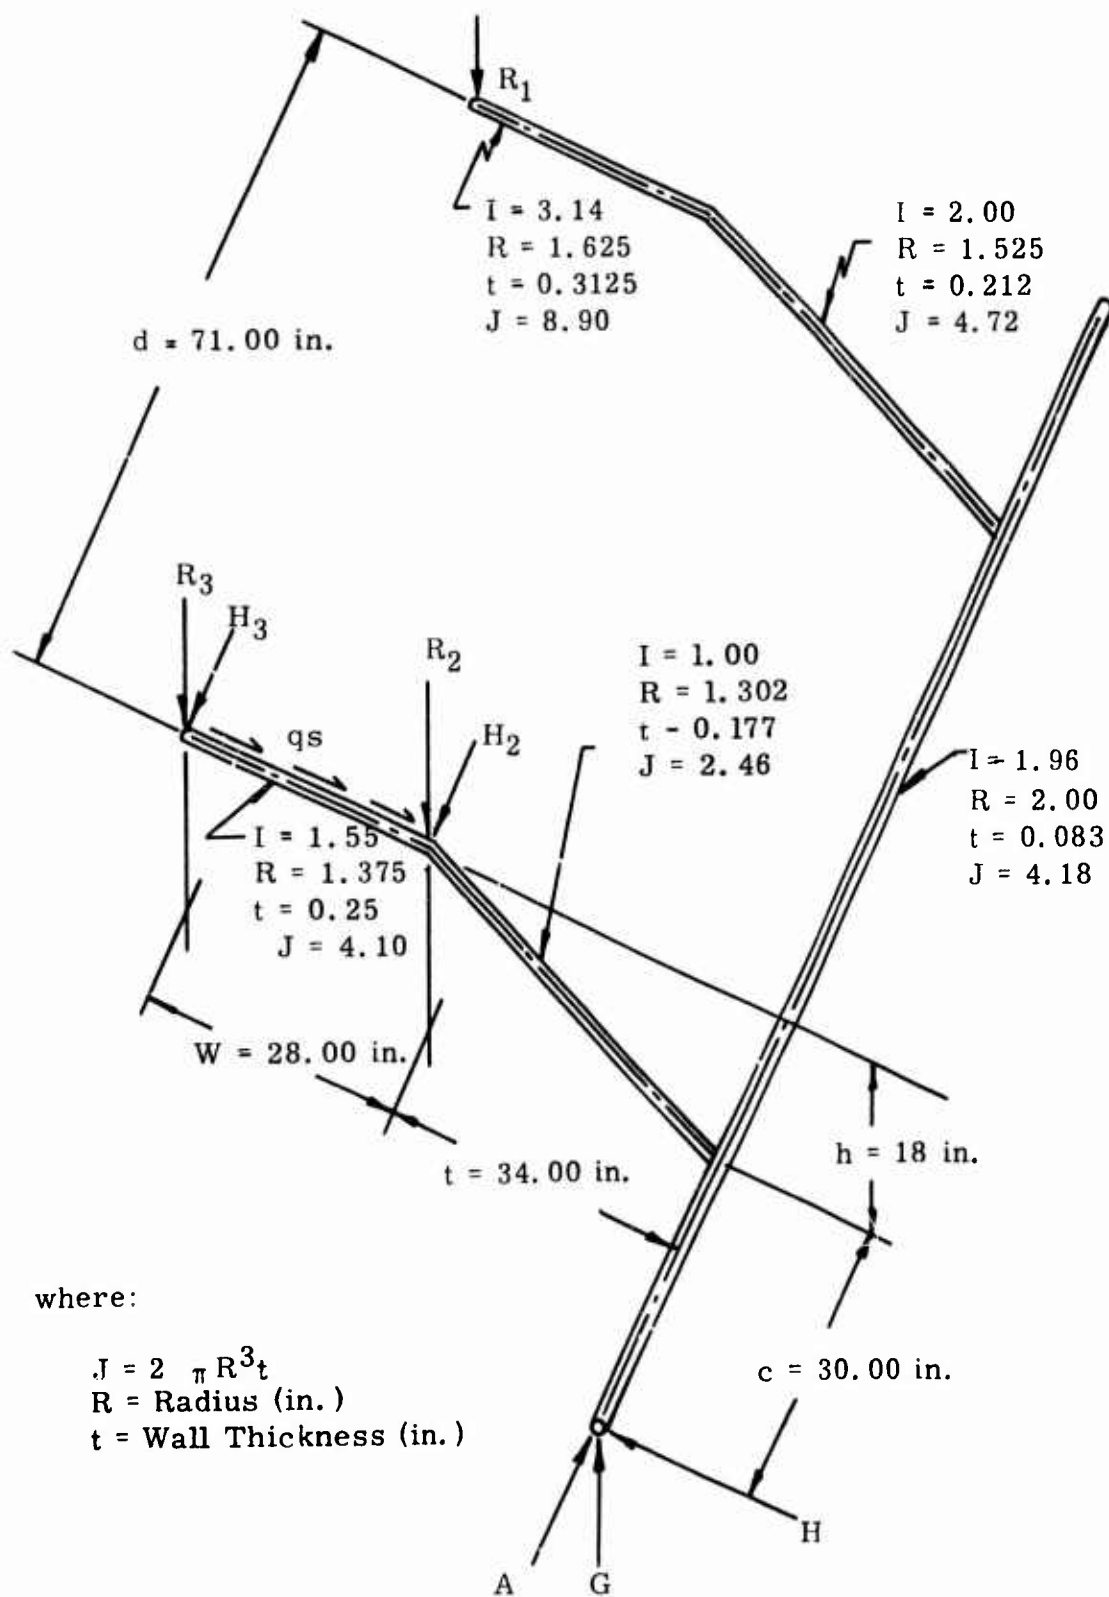 R1
I = 3.14
R = 1.625
t = 0.3125
J = 8.90
I = 2.00
R = 1.525
t = 0.212
J = 4.72
d = 71.00 in.
R3
H3
R2
H2
qs
I = 1.00
R = 1.302
t - 0.177
J = 2.46
I = 1.96
R = 2.00
t = 0.083
J = 4.18
I = 1.55
R = 1.375
t = 0.25
J = 4.10
W = 28.00 in.
t = 34.00 in.
h = 18 in.
c = 30.00 in.
where:
J = 2 π R³t
R = Radius (in.)
t = Wall Thickness (in.)
H
A
G